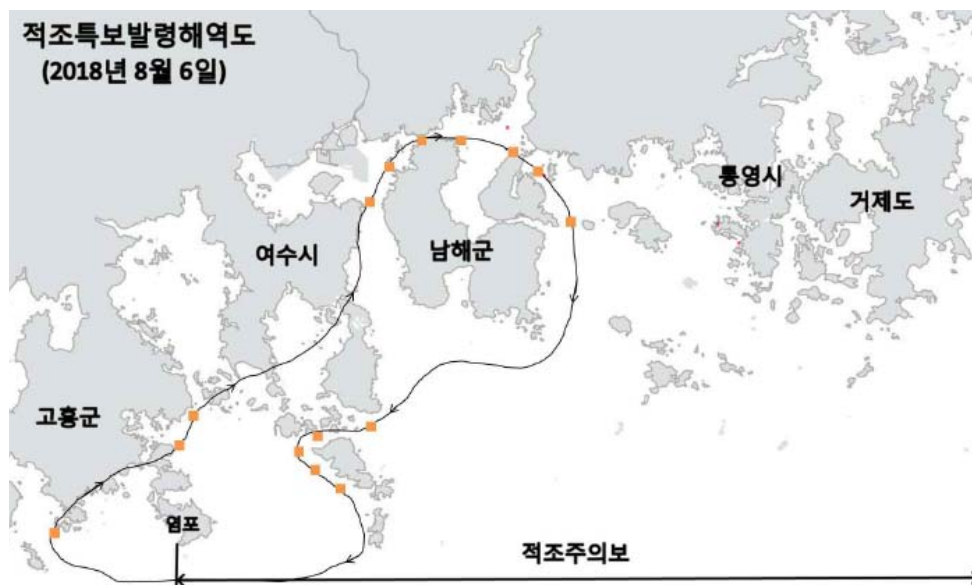 적조특보발령해역도
(2018년 8월 6일)
통영시
거제도
여수시
남해군
고흥군
염포
적조주의보